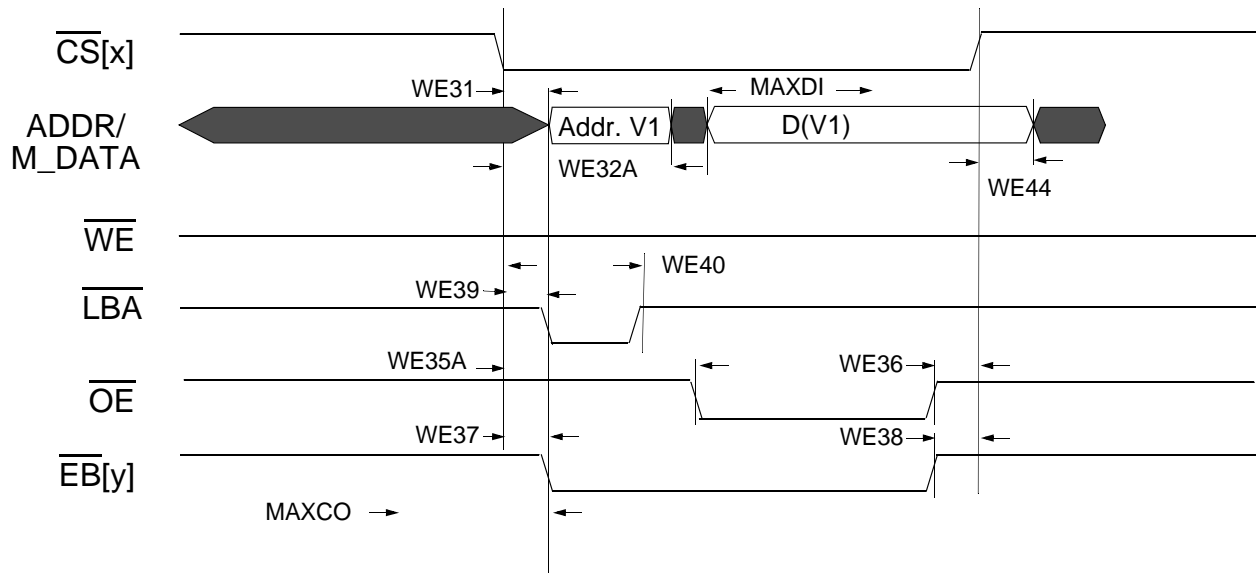 CS[x]
WE31
MAXDI
ADDR/
M_DATA
Addr. V1
D(V1)
WE32A
WE44
WE
WE40
WE39
LBA
WE35A
WE36
OE
WE37
WE38
EB[y]
MAXCO